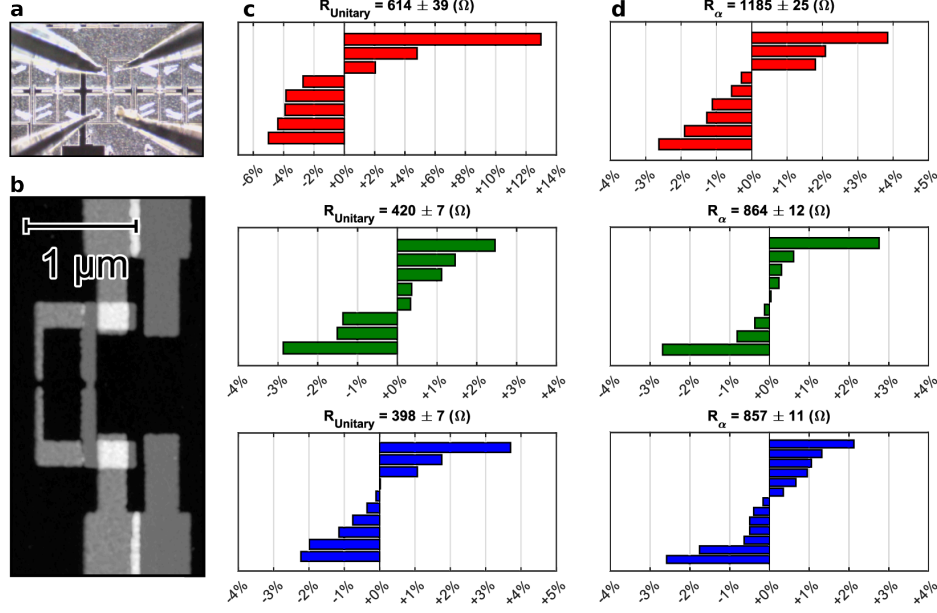 a
b
1 μm
c
R_Unitary = 614 ± 39 (Ω)
-6% -4% -2% +0% +2% +4% +6% +8% +10% +12% +14%
R_Unitary = 420 ± 7 (Ω)
-4% -3% -2% +0% +1% +2% +2% +3% +4%
R_Unitary = 398 ± 7 (Ω)
-4% -3% -2% -1% +0% +1% +2% +3% +4% +5%
d
R_α = 1185 ± 25 (Ω)
-4% -3% -1% +0% +1% +3% +4% +5%
R_α = 864 ± 12 (Ω)
-4% -3% -2% -1% +0% +1% +2% +3% +4%
R_α = 857 ± 11 (Ω)
-4% -3% -2% -1% +0% +1% +2% +3% +4%